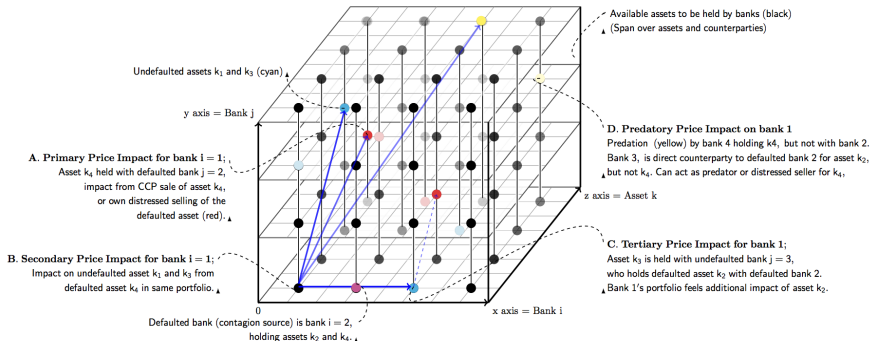 Available assets to be held by banks (black)
(Span over assets and counterparties)
Undefaulted assets k1 and k3 (cyan)
y axis = Bank j
A. Primary Price Impact for bank i = 1;
Asset k4 held with defaulted bank j = 2,
impact from CCP sale of asset k4,
or own distressed selling of the
defaulted asset (red).
D. Predatory Price Impact on bank 1
Predation (yellow) by bank 4 holding k4, but not with bank 2.
Bank 3, is direct counterparty to defaulted bank 2 for asset k2,
but not k4. Can act as predator or distressed seller for k4,
z axis = Asset k
B. Secondary Price Impact for bank i = 1;
Impact on undefaulted asset k1 and k3 from
defaulted asset k4 in same portfolio.
C. Tertiary Price Impact for bank 1;
Asset k3 is held with undefaulted bank j = 3,
who holds defaulted asset k2 with defaulted bank 2.
Bank 1's portfolio feels additional impact of asset k2.
0
x axis = Bank i
Defaulted bank (contagion source) is bank i = 2,
holding assets k2 and k4.